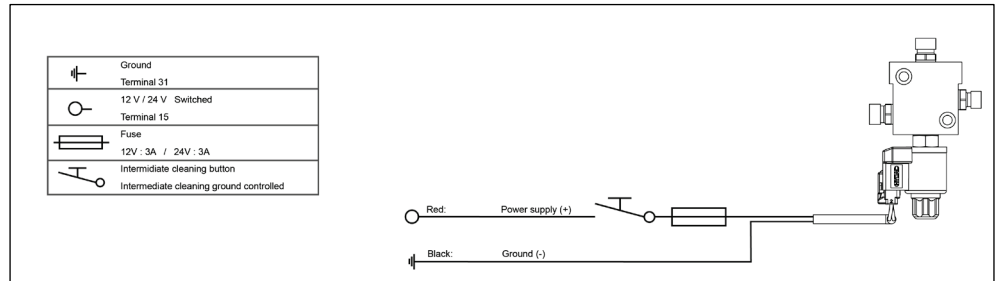 Ground
Terminal 31
12 V / 24 V Switched
Terminal 15
Fuse
12V : 3A / 24V : 3A
Intermidiate cleaning button
Intermediate cleaning ground controlled
Red: Power supply (+)
Black: Ground (-)